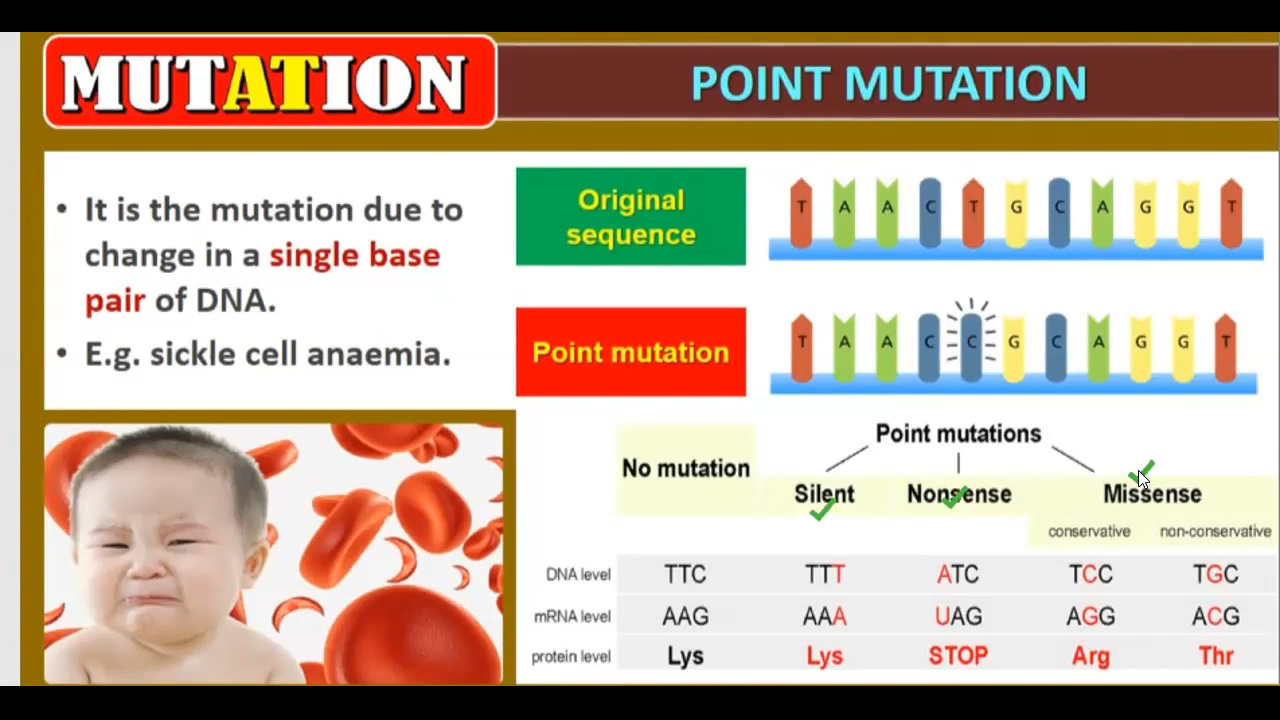 MUTATION
POINT MUTATION
• It is the mutation due to
change in a single base
pair of DNA.
• E.g. sickle cell anaemia.
Original
sequence
T A A C T G C A G G T
Point mutation
T A A C C G C A G G T
Point mutations
No mutation
Silent Nonsense Missense
conservative non-conservative
DNA level TTC TTT ATC TCC TGC
mRNA level AAG AAA UAG AGG ACG
protein level Lys Lys STOP Arg Thr